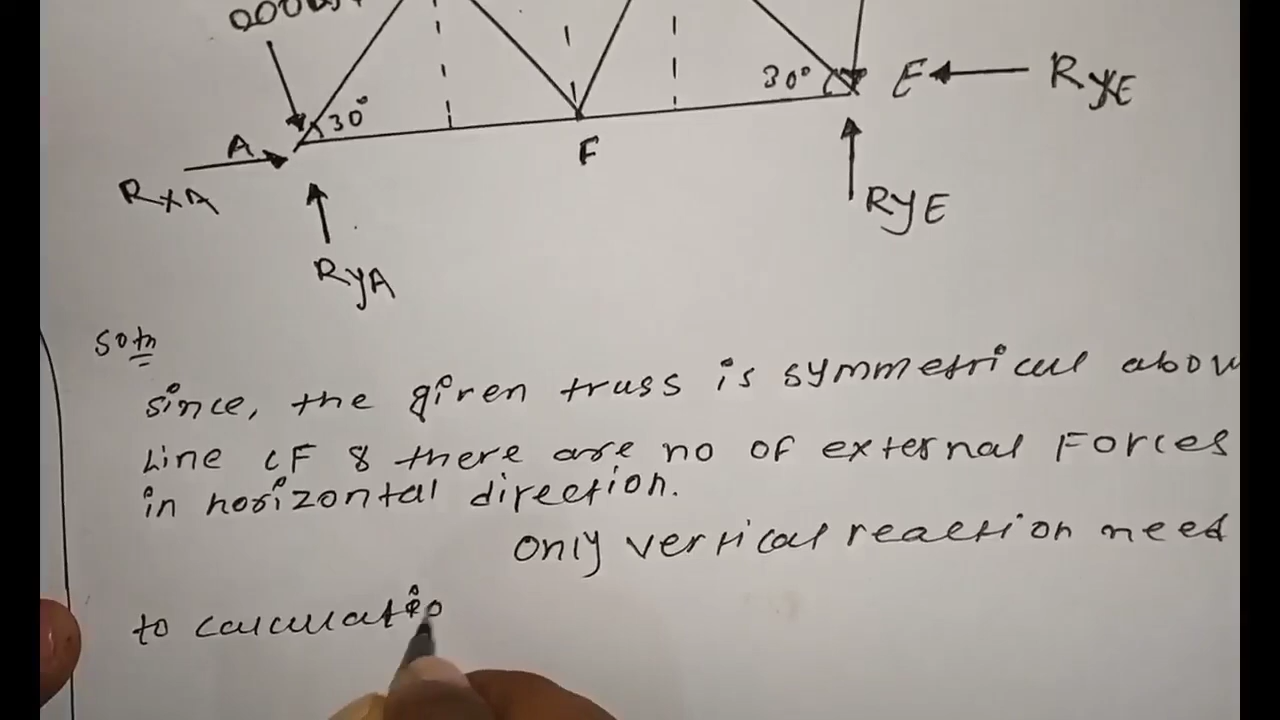 30°
30°
A
E
RyE
RxA
F
RyE
RyA
Soln
Since, the given truss is symmetrical abou
Line CF & there are no of external Forces
in horizontal direction.
only vertical reaction need
to calculatio